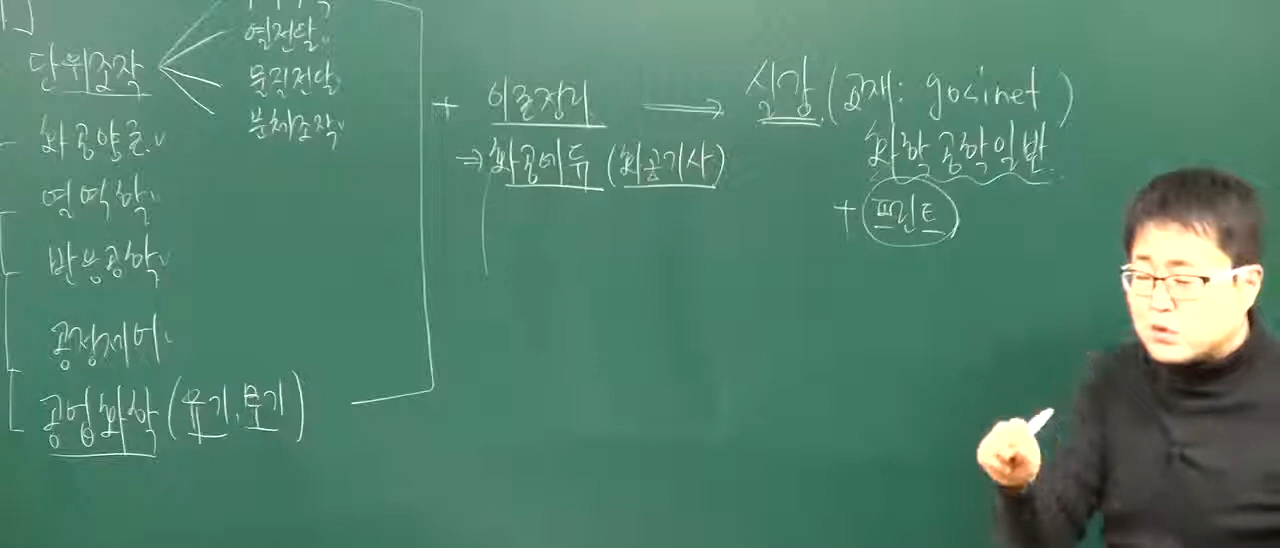 단위조작
열전달
물질전달
분체조작
화공양론
열역학
반응공학
공정제어
공업화학 (유기, 무기)
+ 이론정리 → 실강 (교재: gosinet)
⇒ 화공에듀 (화공기사)
화학공학일반
+ 프린트